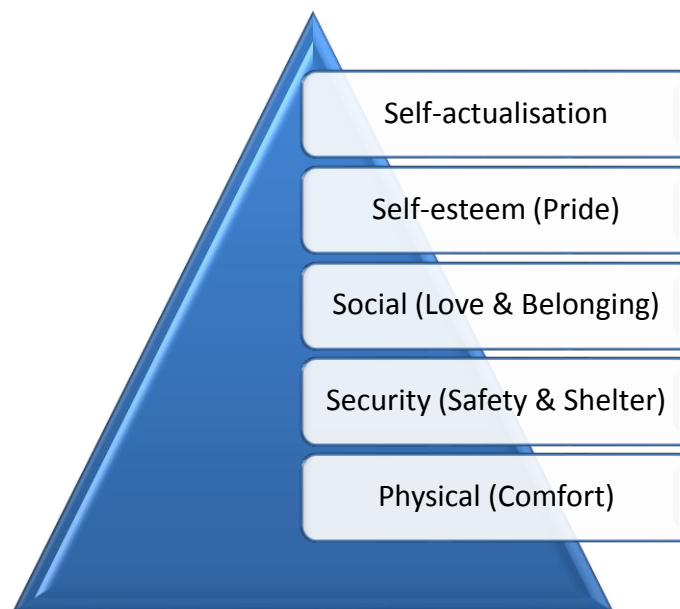 Self-actualisation
Self-esteem (Pride)
Social (Love & Belonging)
Security (Safety & Shelter)
Physical (Comfort)